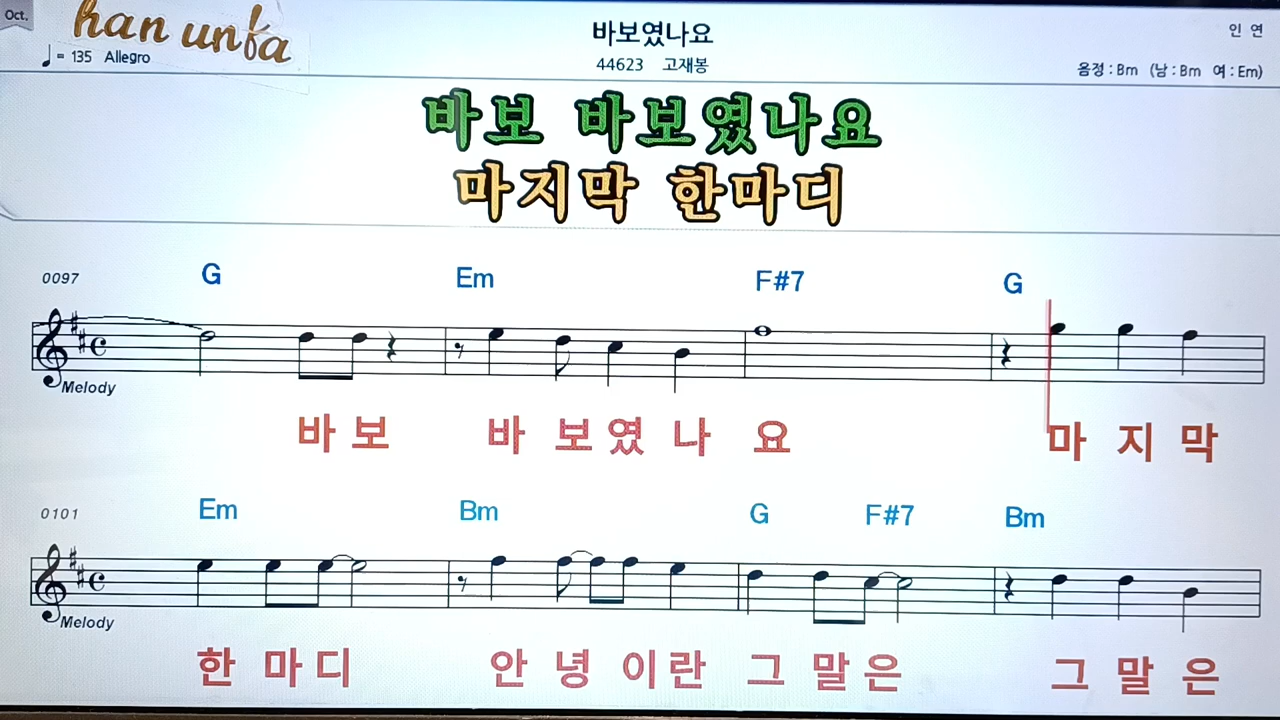 Oct.
han unfa
바보였나요
인 연
♩ = 135 Allegro
44623 고재봉
음정 : Bm (남 : Bm 여 : Em)
바보 바보였나요
마지막 한마디
0097 G Em F#7 G
Melody
바 보 바 보 였 나 요 마 지 막
0101 Em Bm G F#7 Bm
Melody
한 마 디 안 녕 이 란 그 말 은 그 말 은